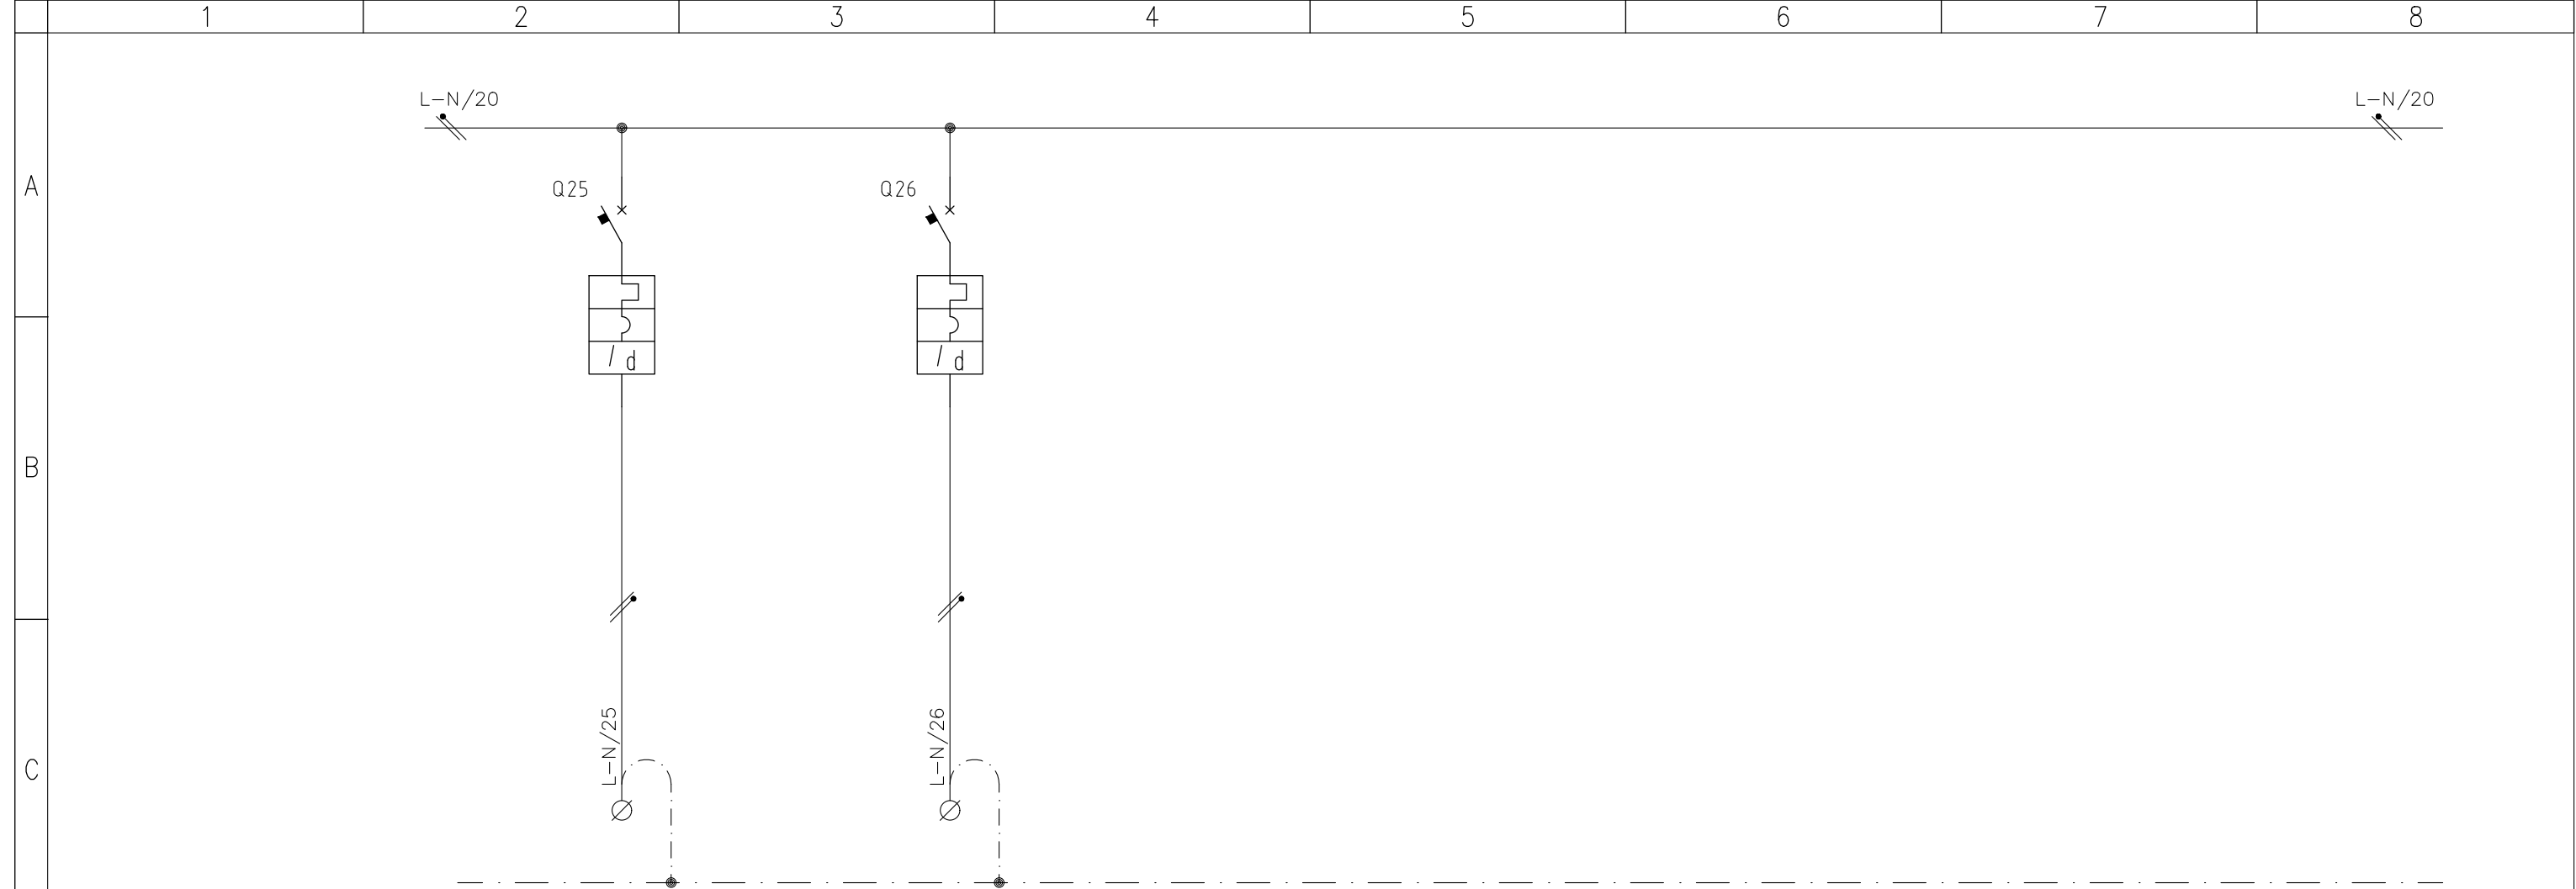 1 2 3 4 5 6 7 8
L-N/20 L-N/20
A
Q25 Q26
I d I d
B
L-N/25 L-N/26
C